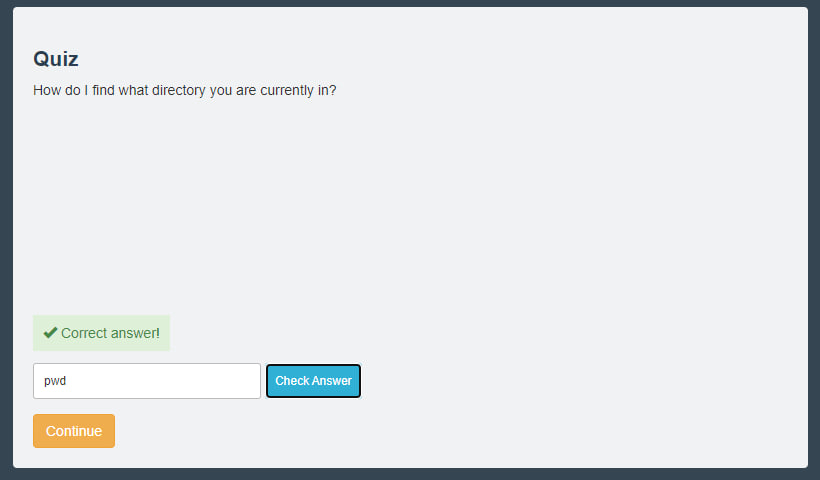 Quiz
How do I find what directory you are currently in?
Correct answer!
pwd
Check Answer
Continue